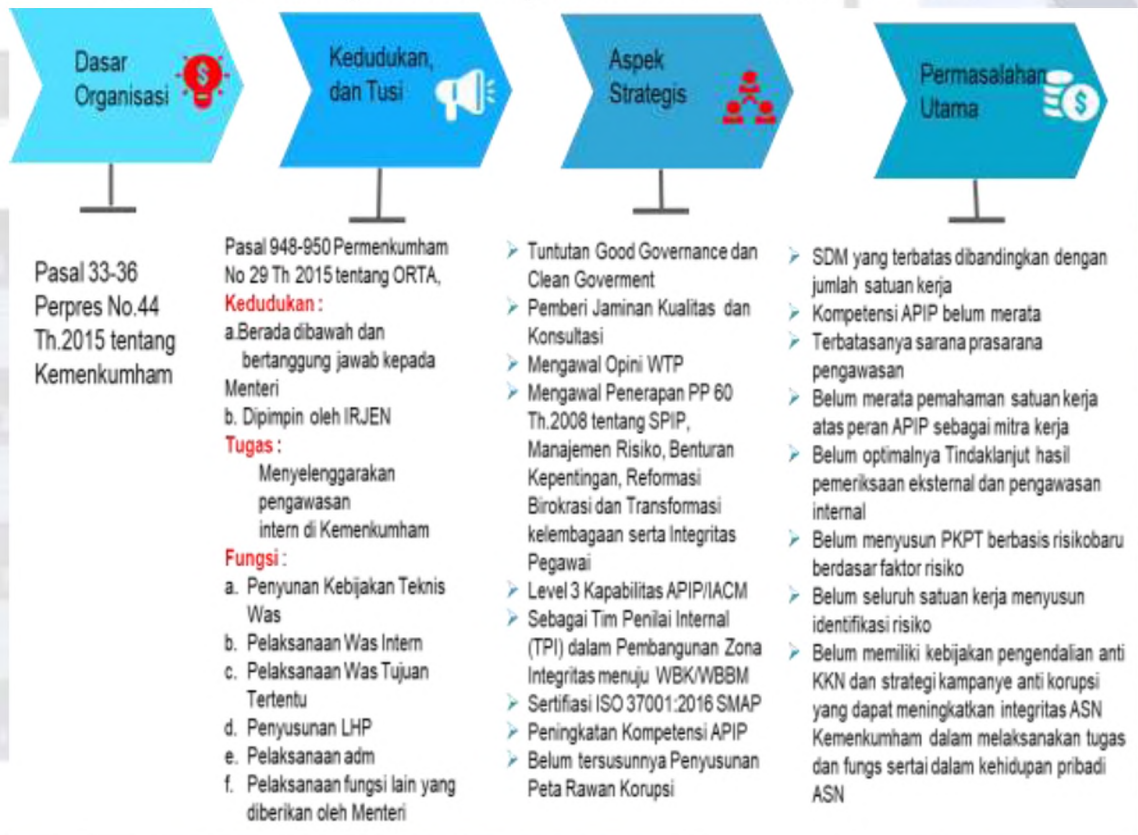 Dasar
Organisasi
Pasal 33-36
Perpres No.44
Th.2015 tentang
Kemenkumham
Kedudukan,
dan Tusi
Pasal 948-950 Permenkumham
No 29 Th 2015 tentang ORTA,
Kedudukan :
a.Berada dibawah dan
bertanggung jawab kepada
Menteri
b. Dipimpin oleh IRJEN
Tugas :
Menyelenggarakan
pengawasan
intern di Kemenkumham
Fungsi :
a. Penyunan Kebijakan Teknis
Was
b. Pelaksanaan Was Intern
c. Pelaksanaan Was Tujuan
Tertentu
d. Penyusunan LHP
e. Pelaksanaan adm
f. Pelaksanaan fungsi lain yang
diberikan oleh Menteri
Aspek
Strategis
Tuntutan Good Governance dan
Clean Goverment
Pemberi Jaminan Kualitas dan
Konsultasi
Mengawal Opini WTP
Mengawal Penerapan PP 60
Th.2008 tentang SPIP,
Manajemen Risiko, Benturan
Kepentingan, Reformasi
Birokrasi dan Transformasi
kelembagaan serta Integritas
Pegawai
Level 3 Kapabilitas APIP/IACM
Sebagai Tim Penilai Internal
(TPI) dalam Pembangunan Zona
Integritas menuju WBK/WBBM
Sertifiasi ISO 37001:2016 SMAP
Peningkatan Kompetensi APIP
Belum tersusunnya Penyusunan
Peta Rawan Korupsi
Permasalahan
Utama
SDM yang terbatas dibandingkan dengan
jumlah satuan kerja
Kompetensi APIP belum merata
Terbatasanya sarana prasarana
pengawasan
Belum merata pemahaman satuan kerja
atas peran APIP sebagai mitra kerja
Belum optimalnya Tindaklanjut hasil
pemeriksaan eksternal dan pengawasan
internal
Belum menyusun PKPT berbasis risikobaru
berdasar faktor risiko
Belum seluruh satuan kerja menyusun
identifikasi risiko
Belum memiliki kebijakan pengendalian anti
KKN dan strategi kampanye anti korupsi
yang dapat meningkatkan integritas ASN
Kemenkumham dalam melaksanakan tugas
dan fungs sertai dalam kehidupan pribadi
ASN